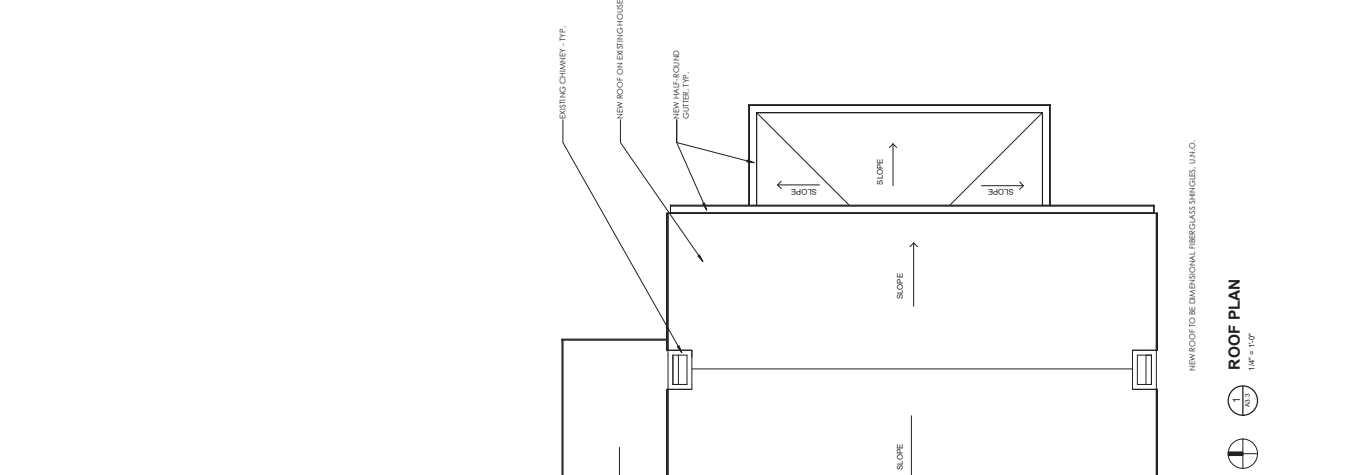 EXISTING CHIMNEY - TYP.
NEW ROOF ON EXISTING HOUSE
NEW HALF-ROUND
GUTTER, TYP.
SLOPE
SLOPE
SLOPE
SLOPE
SLOPE
NEW ROOF TO BE DIMENSIONAL FIBERGLASS SHINGLES, U.N.O.
ROOF PLAN
1/4" = 1'-0"
1
A3.3